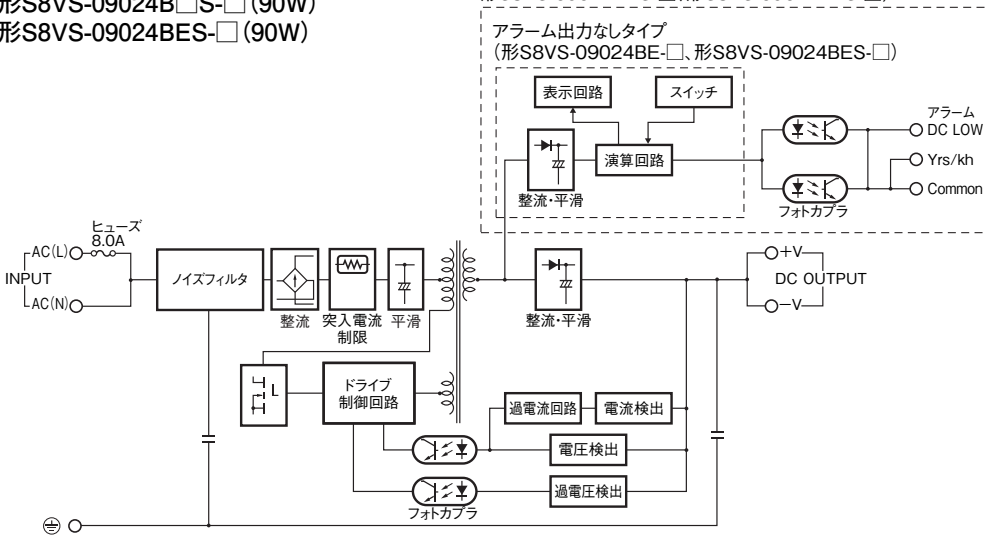 形S8VS-09024B□S-□(90W)
形S8VS-09024BES-□(90W)
アラーム出力なしタイプ
(形S8VS-09024BE-□、形S8VS-09024BES-□)
表示回路
スイッチ
演算回路
整流・平滑
フォトカプラ
アラーム
DC LOW
Yrs/kh
Common
ヒューズ
8.0A
AC(L)
INPUT
AC(N)
ノイズフィルタ
整流
突入電流
制限
平滑
整流・平滑
+V
DC OUTPUT
−V
L
ドライブ
制御回路
過電流回路
電流検出
電圧検出
過電圧検出
フォトカプラ